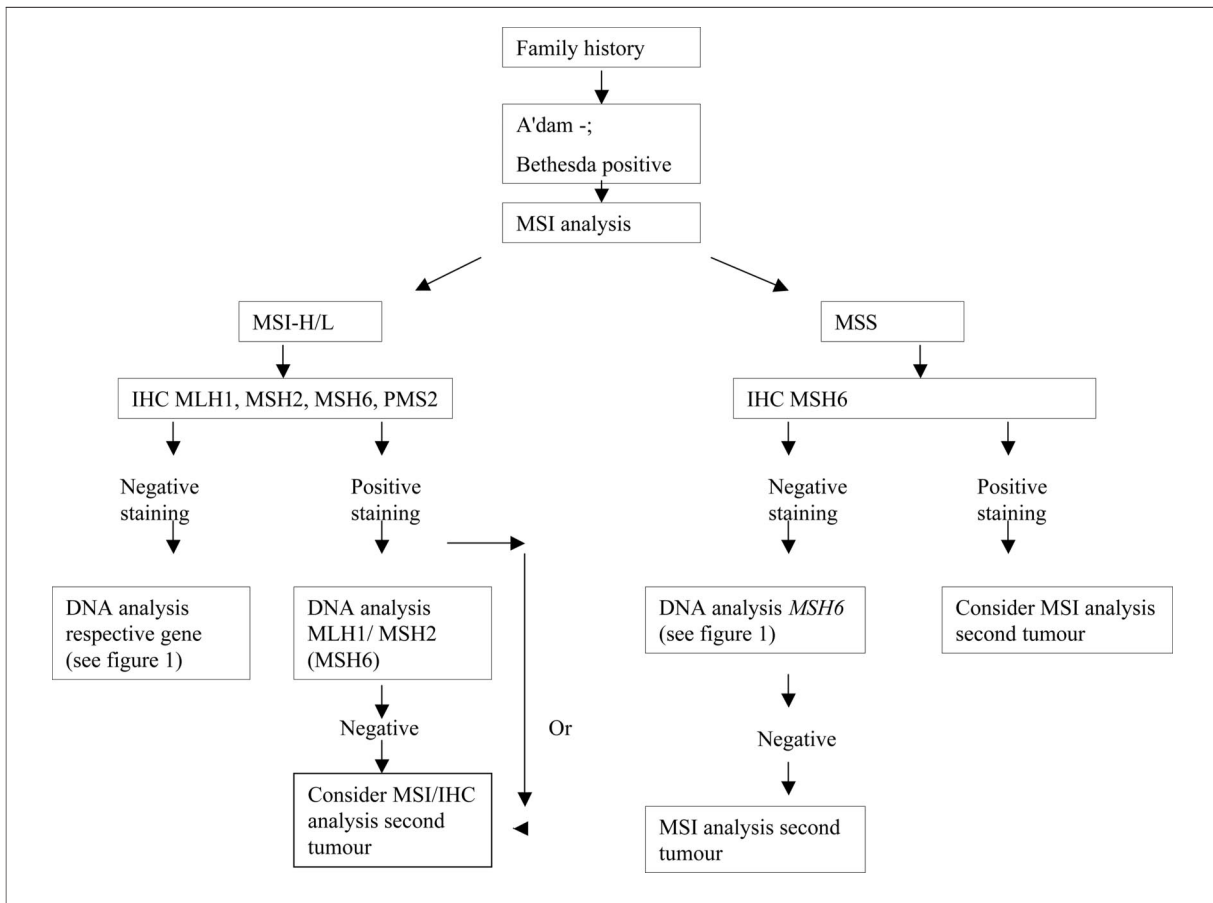 Family history
A'dam -;
Bethesda positive
MSI analysis
MSI-H/L
MSS
IHC MLH1, MSH2, MSH6, PMS2
IHC MSH6
Negative
staining
Positive
staining
Negative
staining
Positive
staining
DNA analysis
respective gene
(see figure 1)
DNA analysis
MLH1/ MSH2
(MSH6)
DNA analysis MSH6
(see figure 1)
Consider MSI analysis
second tumour
Negative
Or
Negative
Consider MSI/IHC
analysis second
tumour
MSI analysis second
tumour